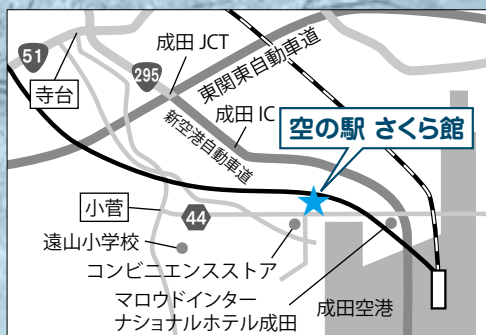 51
295
成田 JCT
東関東自動車道
寺台
新空港自動車道
成田 IC
空の駅 さくら館
小菅
44
遠山小学校
コンビニエンスストア
マロウドインター
ナショナルホテル成田
成田空港